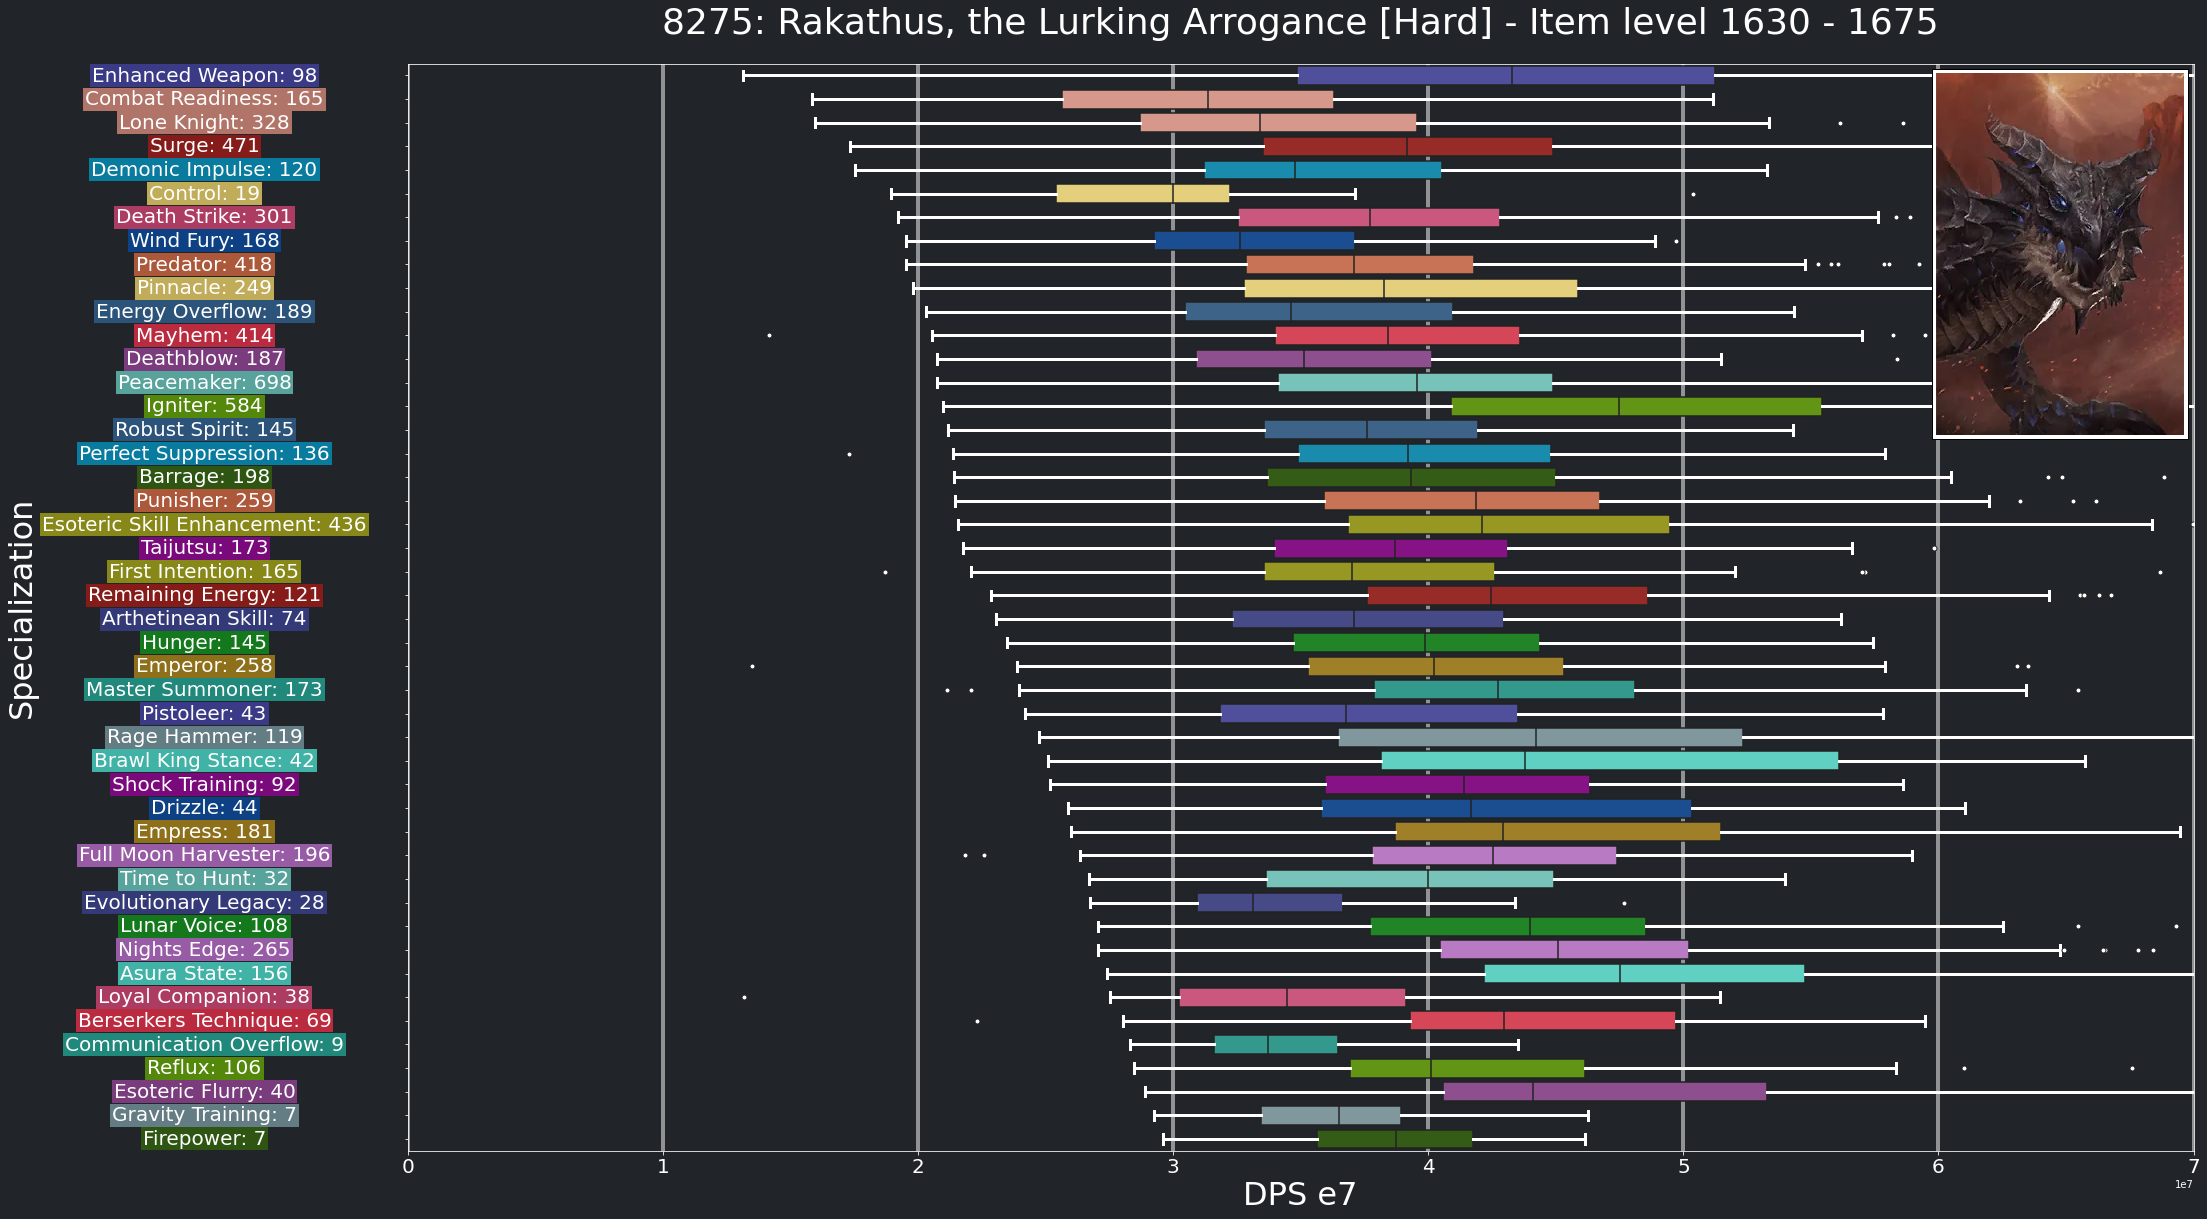 8275: Rakathus, the Lurking Arrogance [Hard] - Item level 1630 - 1675
Specialization
Enhanced Weapon: 98
Combat Readiness: 165
Lone Knight: 328
Surge: 471
Demonic Impulse: 120
Control: 19
Death Strike: 301
Wind Fury: 168
Predator: 418
Pinnacle: 249
Energy Overflow: 189
Mayhem: 414
Deathblow: 187
Peacemaker: 698
Igniter: 584
Robust Spirit: 145
Perfect Suppression: 136
Barrage: 198
Punisher: 259
Esoteric Skill Enhancement: 436
Taijutsu: 173
First Intention: 165
Remaining Energy: 121
Arthetinean Skill: 74
Hunger: 145
Emperor: 258
Master Summoner: 173
Pistoleer: 43
Rage Hammer: 119
Brawl King Stance: 42
Shock Training: 92
Drizzle: 44
Empress: 181
Full Moon Harvester: 196
Time to Hunt: 32
Evolutionary Legacy: 28
Lunar Voice: 108
Nights Edge: 265
Asura State: 156
Loyal Companion: 38
Berserkers Technique: 69
Communication Overflow: 9
Reflux: 106
Esoteric Flurry: 40
Gravity Training: 7
Firepower: 7
0 1 2 3 4 5 6 7
DPS e7
1e7